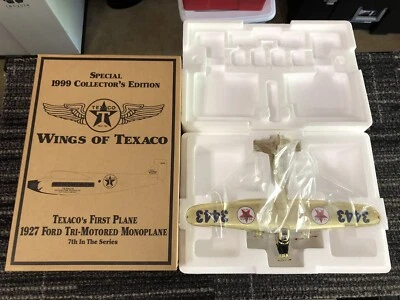 SPECIAL
1999 COLLECTOR'S EDITION
TEXACO
T
WINGS OF TEXACO
TEXACO'S FIRST PLANE
1927 FORD TRI-MOTORED MONOPLANE
7th In The Series
3443
3443